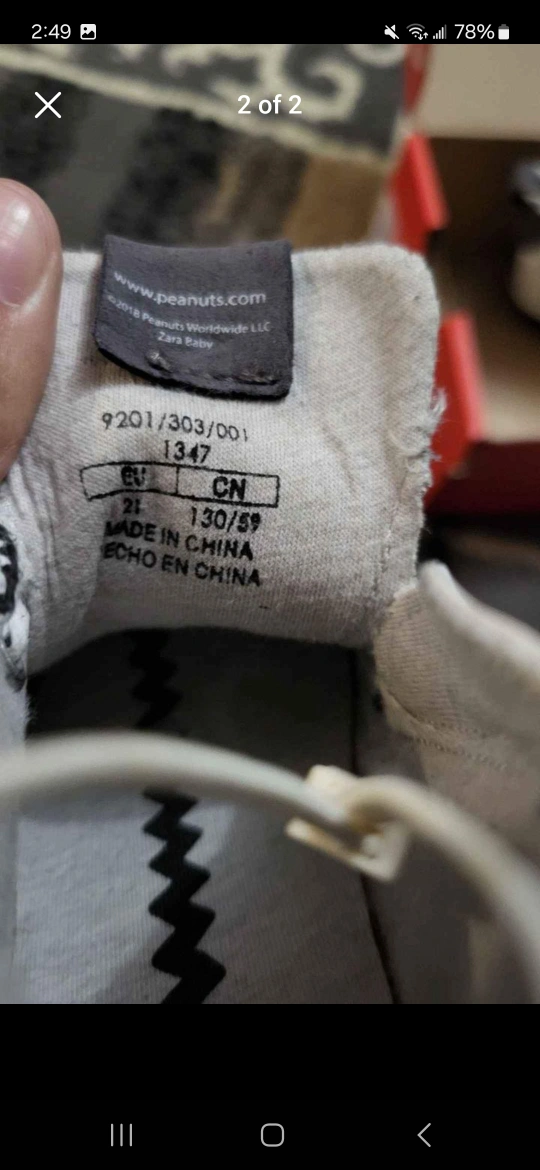 2:49 78%
2 of 2
www.peanuts.com
©2018 Peanuts Worldwide LLC
Zara Baby
9201/303/001
1347
EU CN
21 130/59
MADE IN CHINA
ECHO EN CHINA